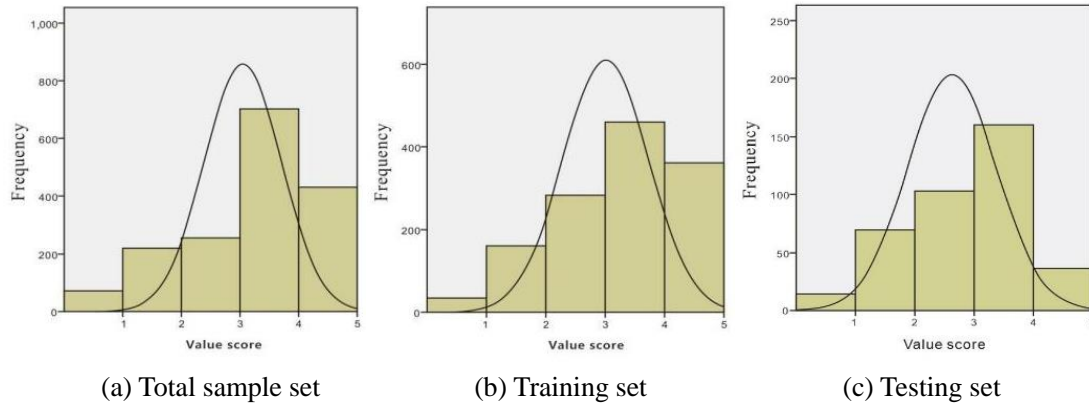 1,000
800
600
400
200
0
Frequency
1 2 3 4 5
Value score
(a) Total sample set
600
400
200
0
Frequency
1 2 3 4 5
Value score
(b) Training set
250
200
150
100
50
0
Frequency
1 2 3 4
Value score
(c) Testing set